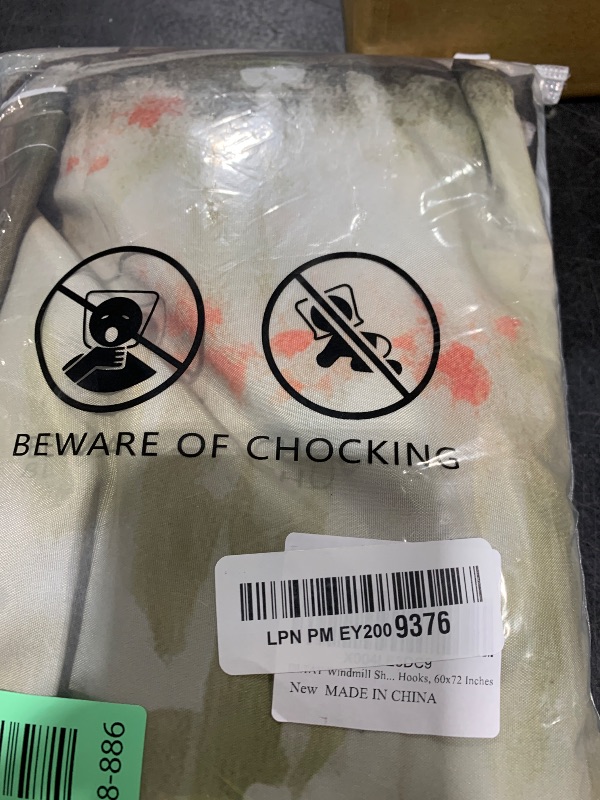 BEWARE OF CHOCKING
LPN PM EY200 9376
Windmill Sh... Hooks, 60x72 Inches
New MADE IN CHINA
8-886